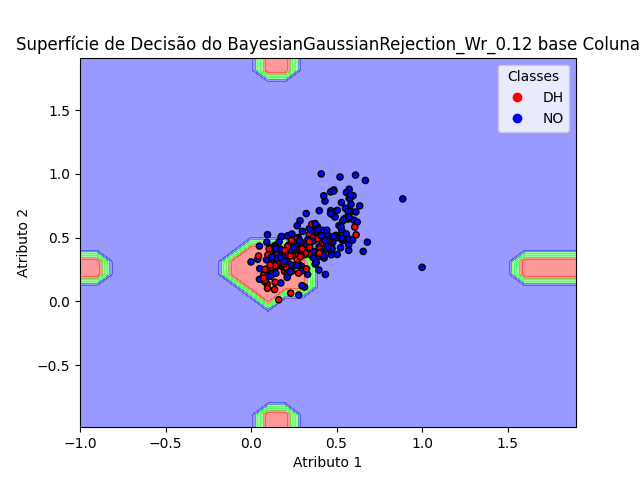 Superfície de Decisão do BayesianGaussianRejection_Wr_0.12 base Coluna
Classes
DH
NO
Atributo 2
1.5
1.0
0.5
0.0
−0.5
−1.0
−0.5
0.0
0.5
1.0
1.5
Atributo 1